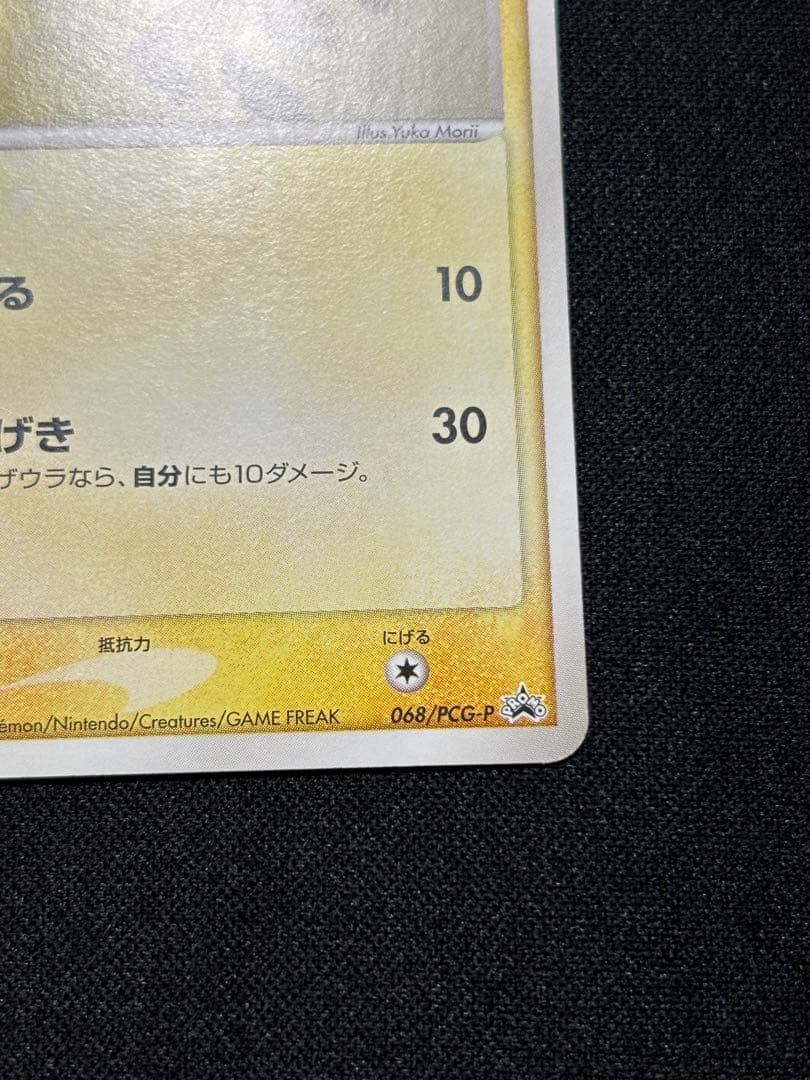 Illus. Yuka Morii
る 10
げき 30
ザウラなら、自分にも10ダメージ。
抵抗力 にげる
émon/Nintendo/Creatures/GAME FREAK 068/PCG-P PROMO